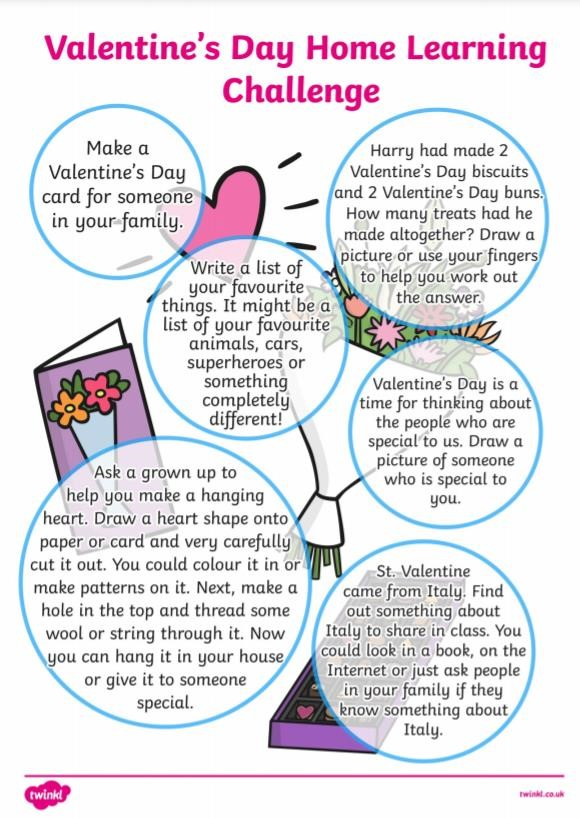 Valentine's Day Home Learning
Challenge
Make a
Valentine's Day
card for someone
in your family.
Harry had made 2
Valentine's Day biscuits
and 2 Valentine's Day buns.
How many treats had he
made altogether? Draw a
picture or use your fingers
to help you work out
the answer.
Write a list of
your favourite
things. It might be a
list of your favourite
animals, cars,
superheroes or
something
completely
different!
Valentine's Day is a
time for thinking about
the people who are
special to us. Draw a
picture of someone
who is special to
you.
Ask a grown up to
help you make a hanging
heart. Draw a heart shape onto
paper or card and very carefully
cut it out. You could colour it in or
make patterns on it. Next, make a
hole in the top and thread some
wool or string through it. Now
you can hang it in your house
or give it to someone
special.
St. Valentine
came from Italy. Find
out something about
Italy to share in class. You
could look in a book, on the
Internet or just ask people
in your family if they
know something about
Italy.
twinkl
twinkl.co.uk